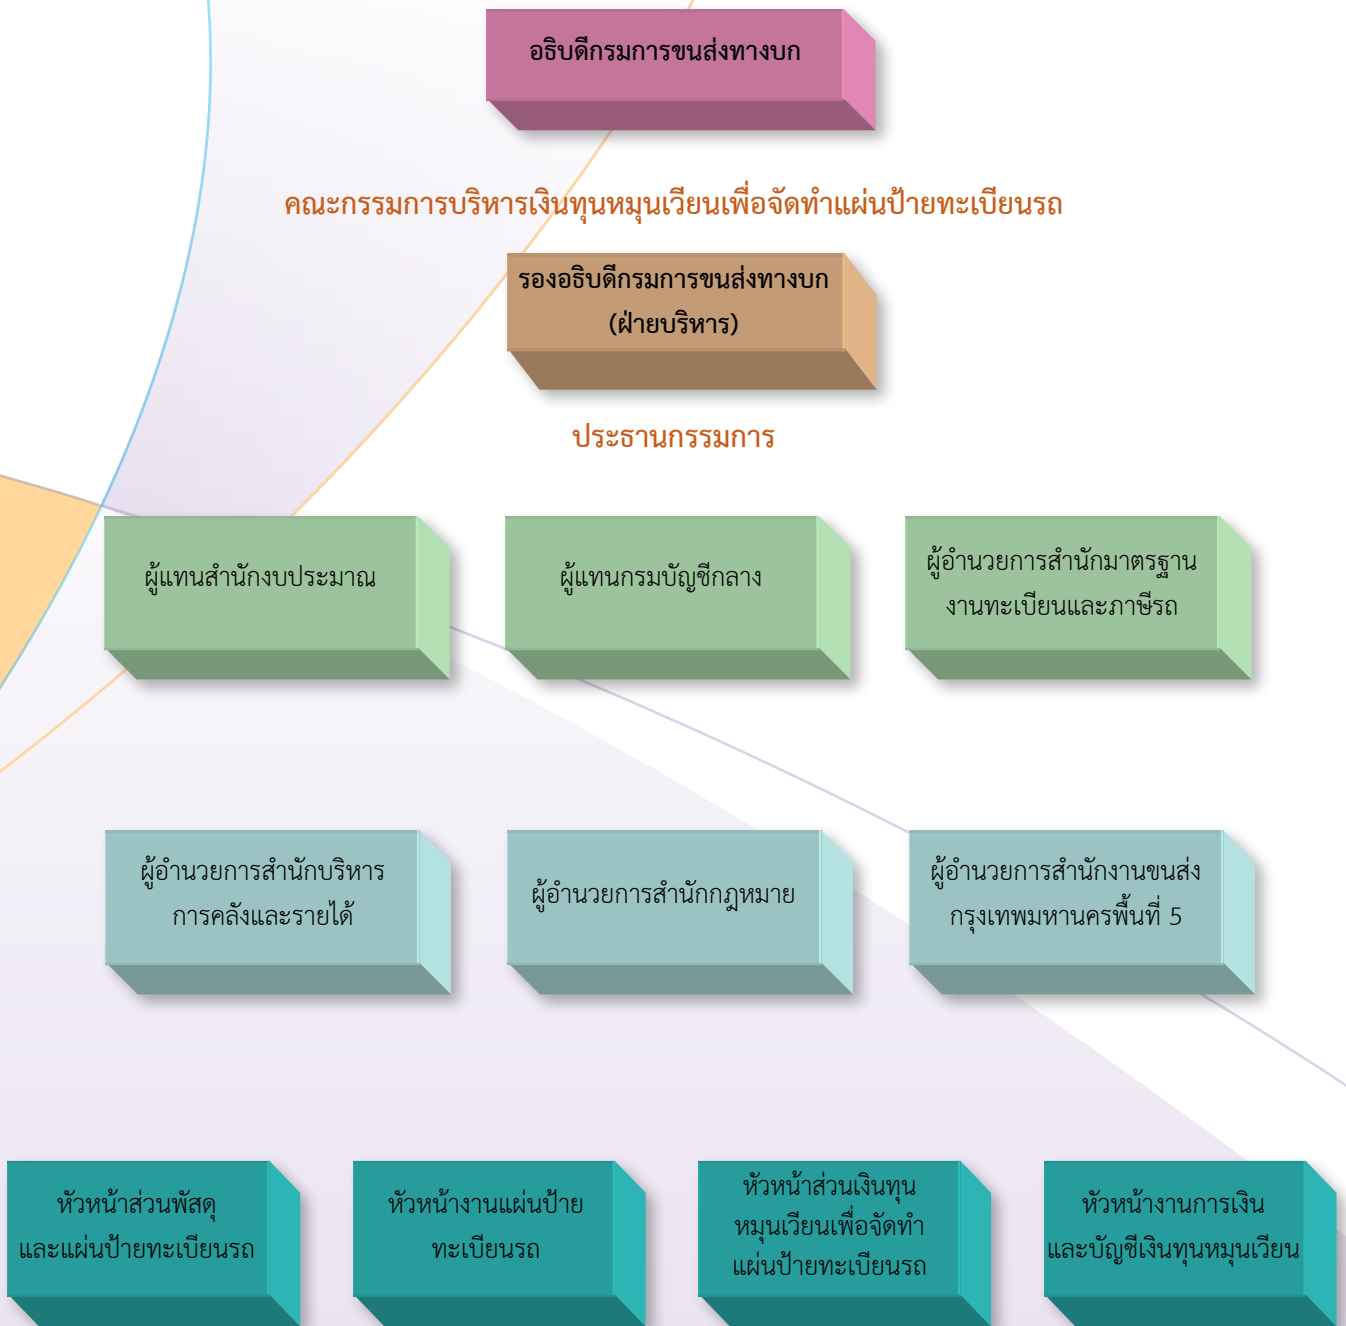 อธิบดีกรมการขนส่งทางบก
คณะกรรมการบริหารเงินทุนหมุนเวียนเพื่อจัดทำแผ่นป้ายทะเบียนรถ
รองอธิบดีกรมการขนส่งทางบก
(ฝ่ายบริหาร)
ประธานกรรมการ
ผู้แทนสำนักงบประมาณ
ผู้แทนกรมบัญชีกลาง
ผู้อำนวยการสำนักมาตรฐาน
งานทะเบียนและภาษีรถ
ผู้อำนวยการสำนักบริหาร
การคลังและรายได้
ผู้อำนวยการสำนักกฎหมาย
ผู้อำนวยการสำนักงานขนส่ง
กรุงเทพมหานครพื้นที่ 5
หัวหน้าส่วนพัสดุ
และแผ่นป้ายทะเบียนรถ
หัวหน้างานแผ่นป้าย
ทะเบียนรถ
หัวหน้าส่วนเงินทุน
หมุนเวียนเพื่อจัดทำ
แผ่นป้ายทะเบียนรถ
หัวหน้างานการเงิน
และบัญชีเงินทุนหมุนเวียน